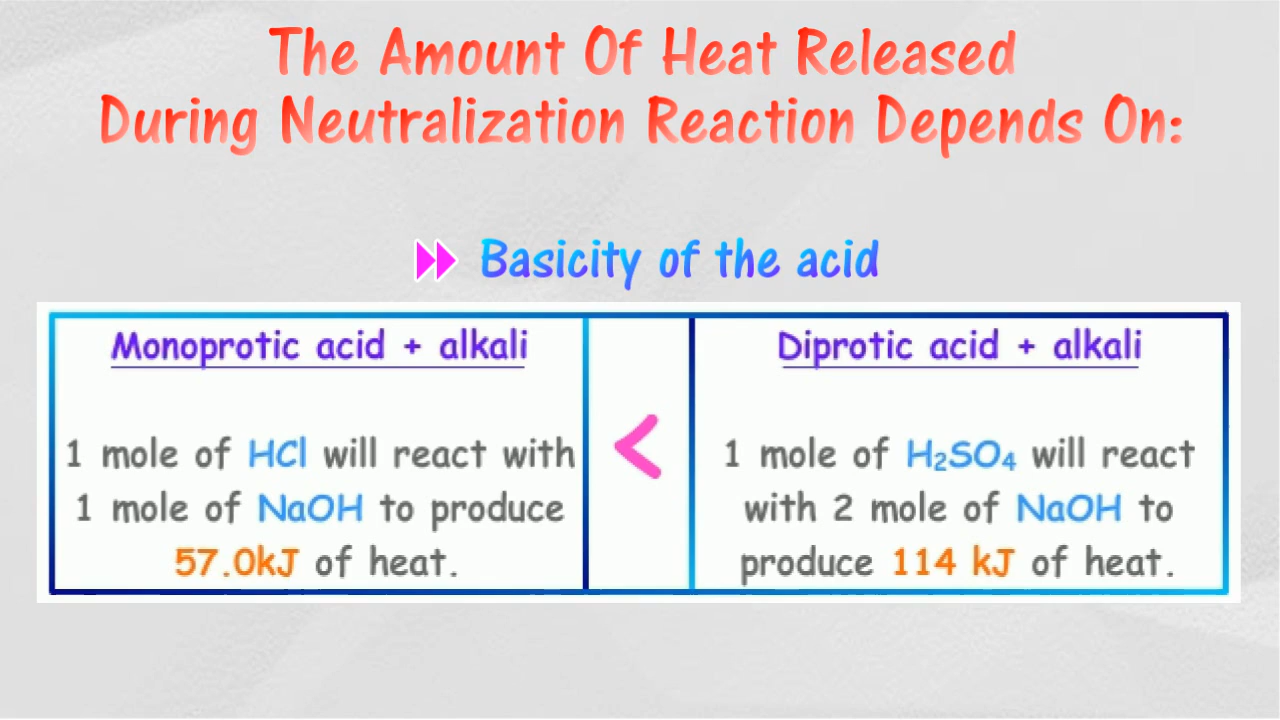 The Amount Of Heat Released
During Neutralization Reaction Depends On:
Basicity of the acid
Monoprotic acid + alkali
1 mole of HCl will react with
1 mole of NaOH to produce
57.0kJ of heat.
<
Diprotic acid + alkali
1 mole of H₂SO₄ will react
with 2 mole of NaOH to
produce 114 kJ of heat.